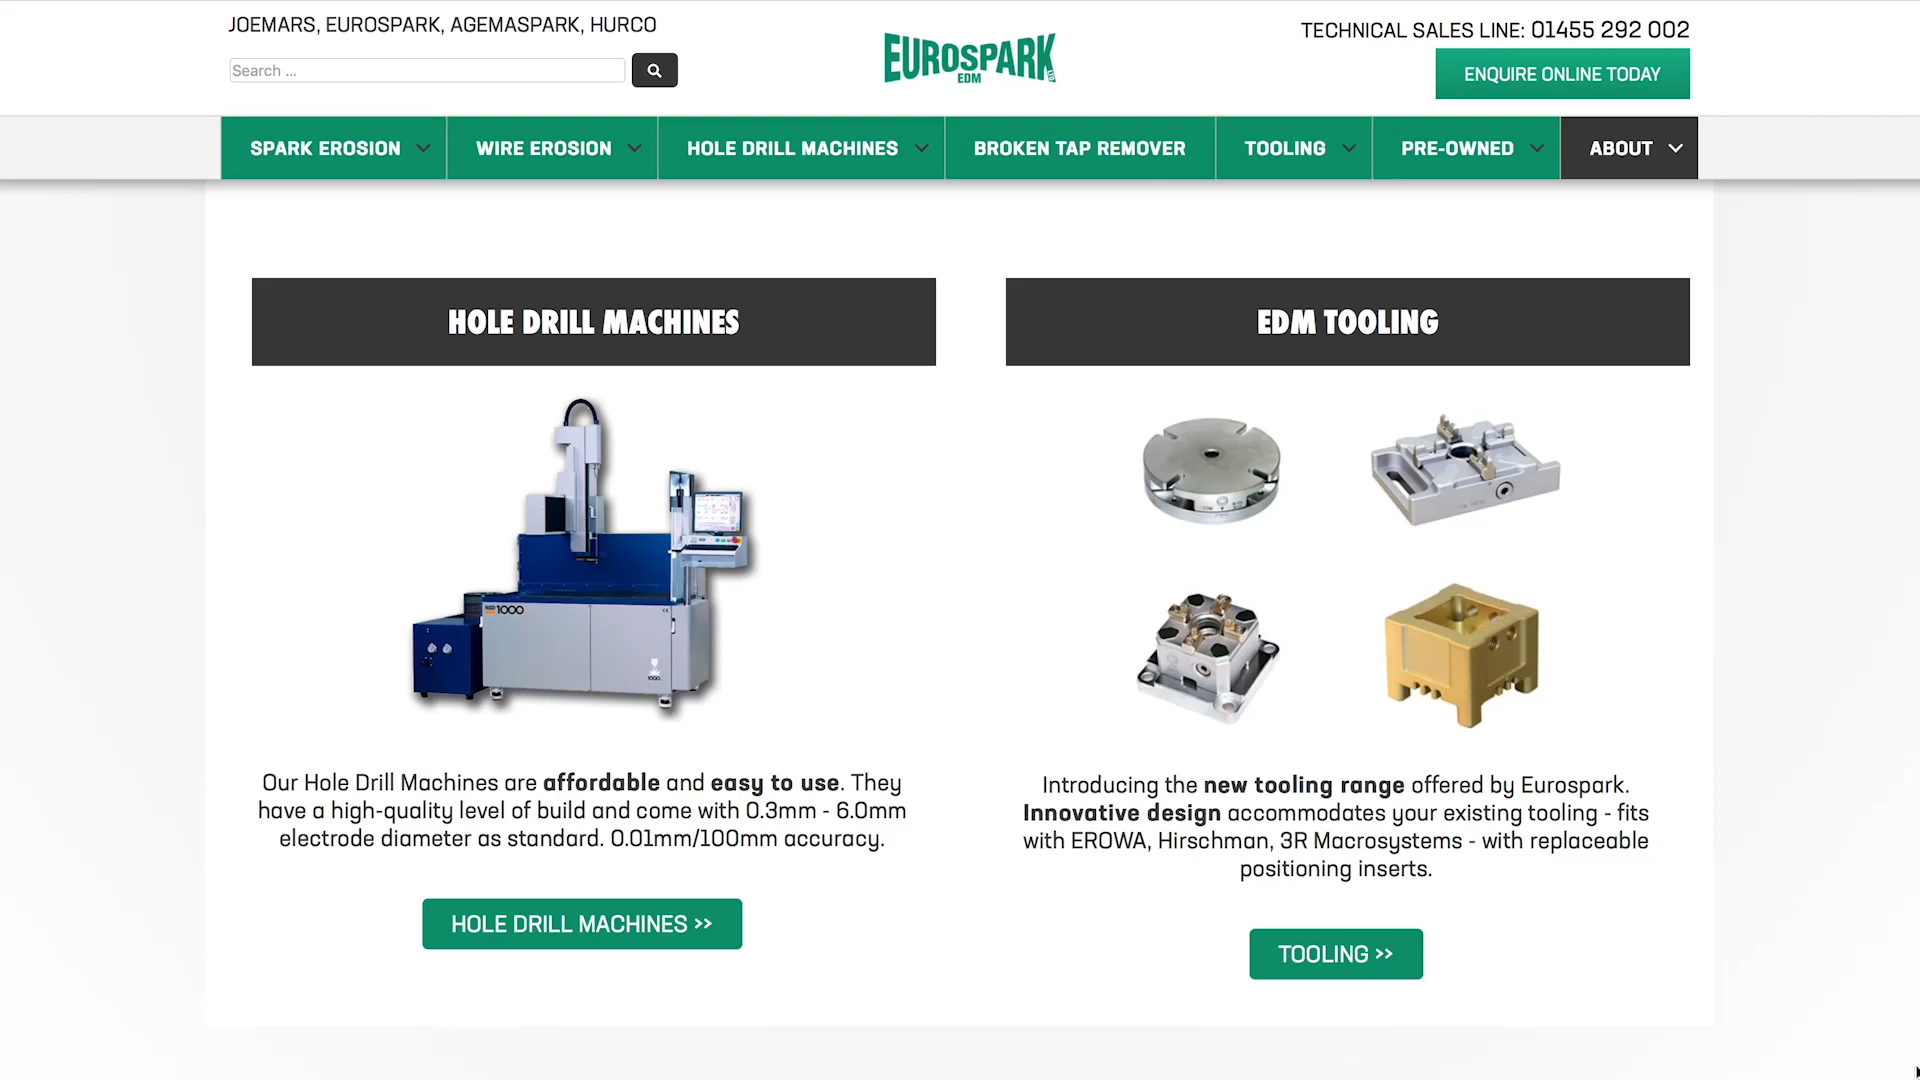 JOEMARS, EUROSPARK, AGEMASPARK, HURCO
Search ...
EUROSPARK
EDM
TECHNICAL SALES LINE: 01455 292 002
ENQUIRE ONLINE TODAY
SPARK EROSION
WIRE EROSION
HOLE DRILL MACHINES
BROKEN TAP REMOVER
TOOLING
PRE-OWNED
ABOUT
HOLE DRILL MACHINES
1000
Our Hole Drill Machines are affordable and easy to use. They
have a high-quality level of build and come with 0.3mm - 6.0mm
electrode diameter as standard. 0.01mm/100mm accuracy.
HOLE DRILL MACHINES >>
EDM TOOLING
Introducing the new tooling range offered by Eurospark.
Innovative design accommodates your existing tooling - fits
with EROWA, Hirschman, 3R Macrosystems - with replaceable
positioning inserts.
TOOLING >>